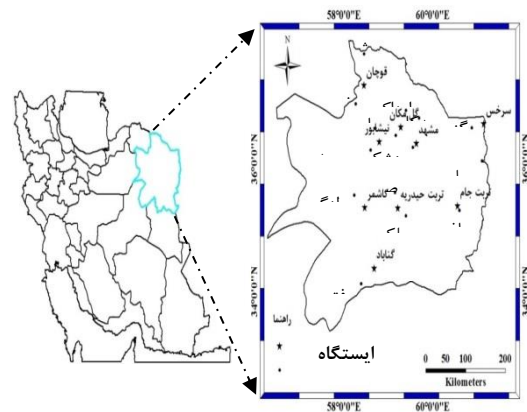 58°0'0"E 60°0'0"E
N
قوچان
سرخس
گل مکان
نیشابور
مشهد
36°0'0"N
36°0'0"N
کاشمر
تربت حیدریه
تربت جام
گناباد
34°0'0"N
34°0'0"N
راهنما
ایستگاه
0 50 100 200
Kilometers
58°0'0"E 60°0'0"E